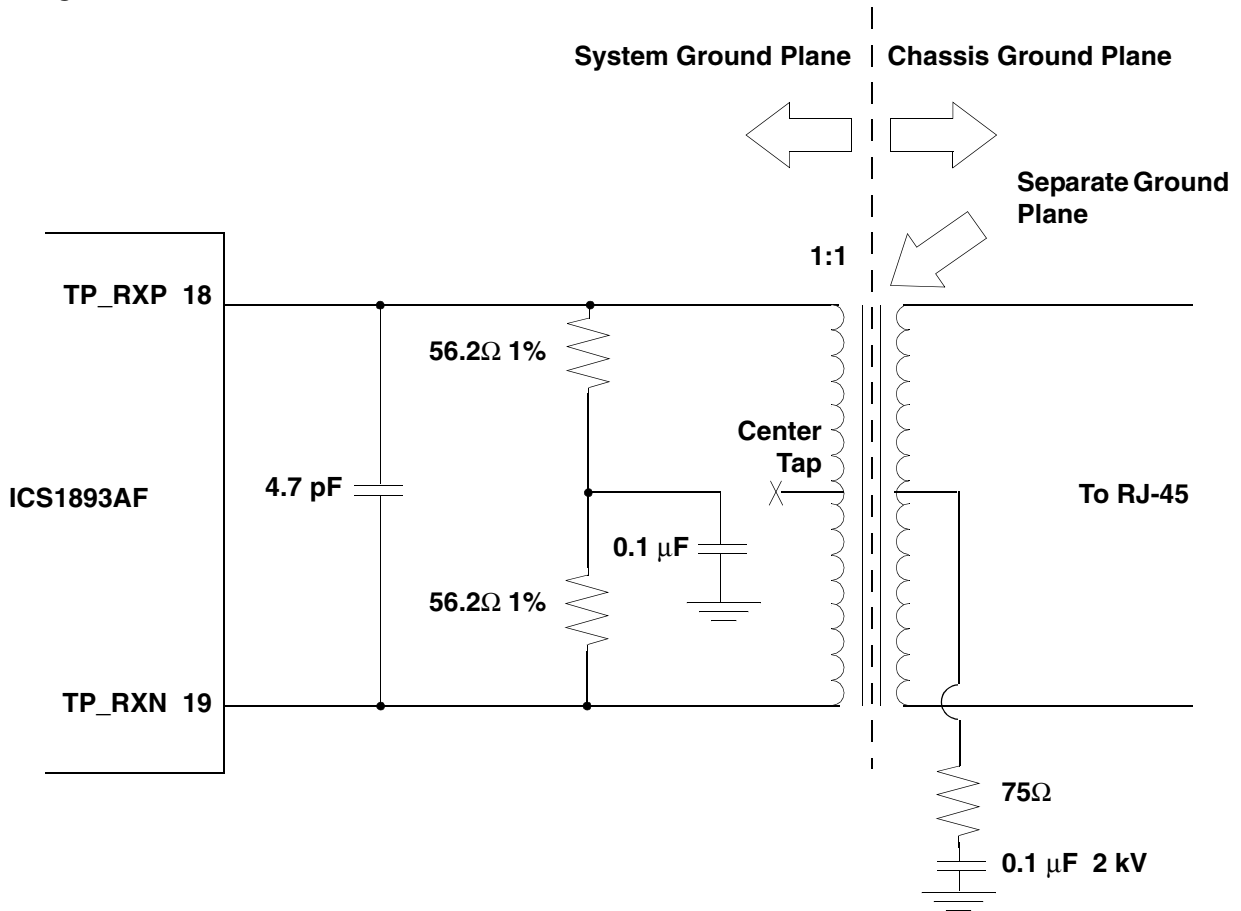 System Ground Plane
Chassis Ground Plane
Separate Ground
Plane
1:1
TP_RXP 18
56.2Ω 1%
Center
Tap
4.7 pF
ICS1893AF
To RJ-45
0.1 μF
56.2Ω 1%
TP_RXN 19
75Ω
0.1 μF 2 kV